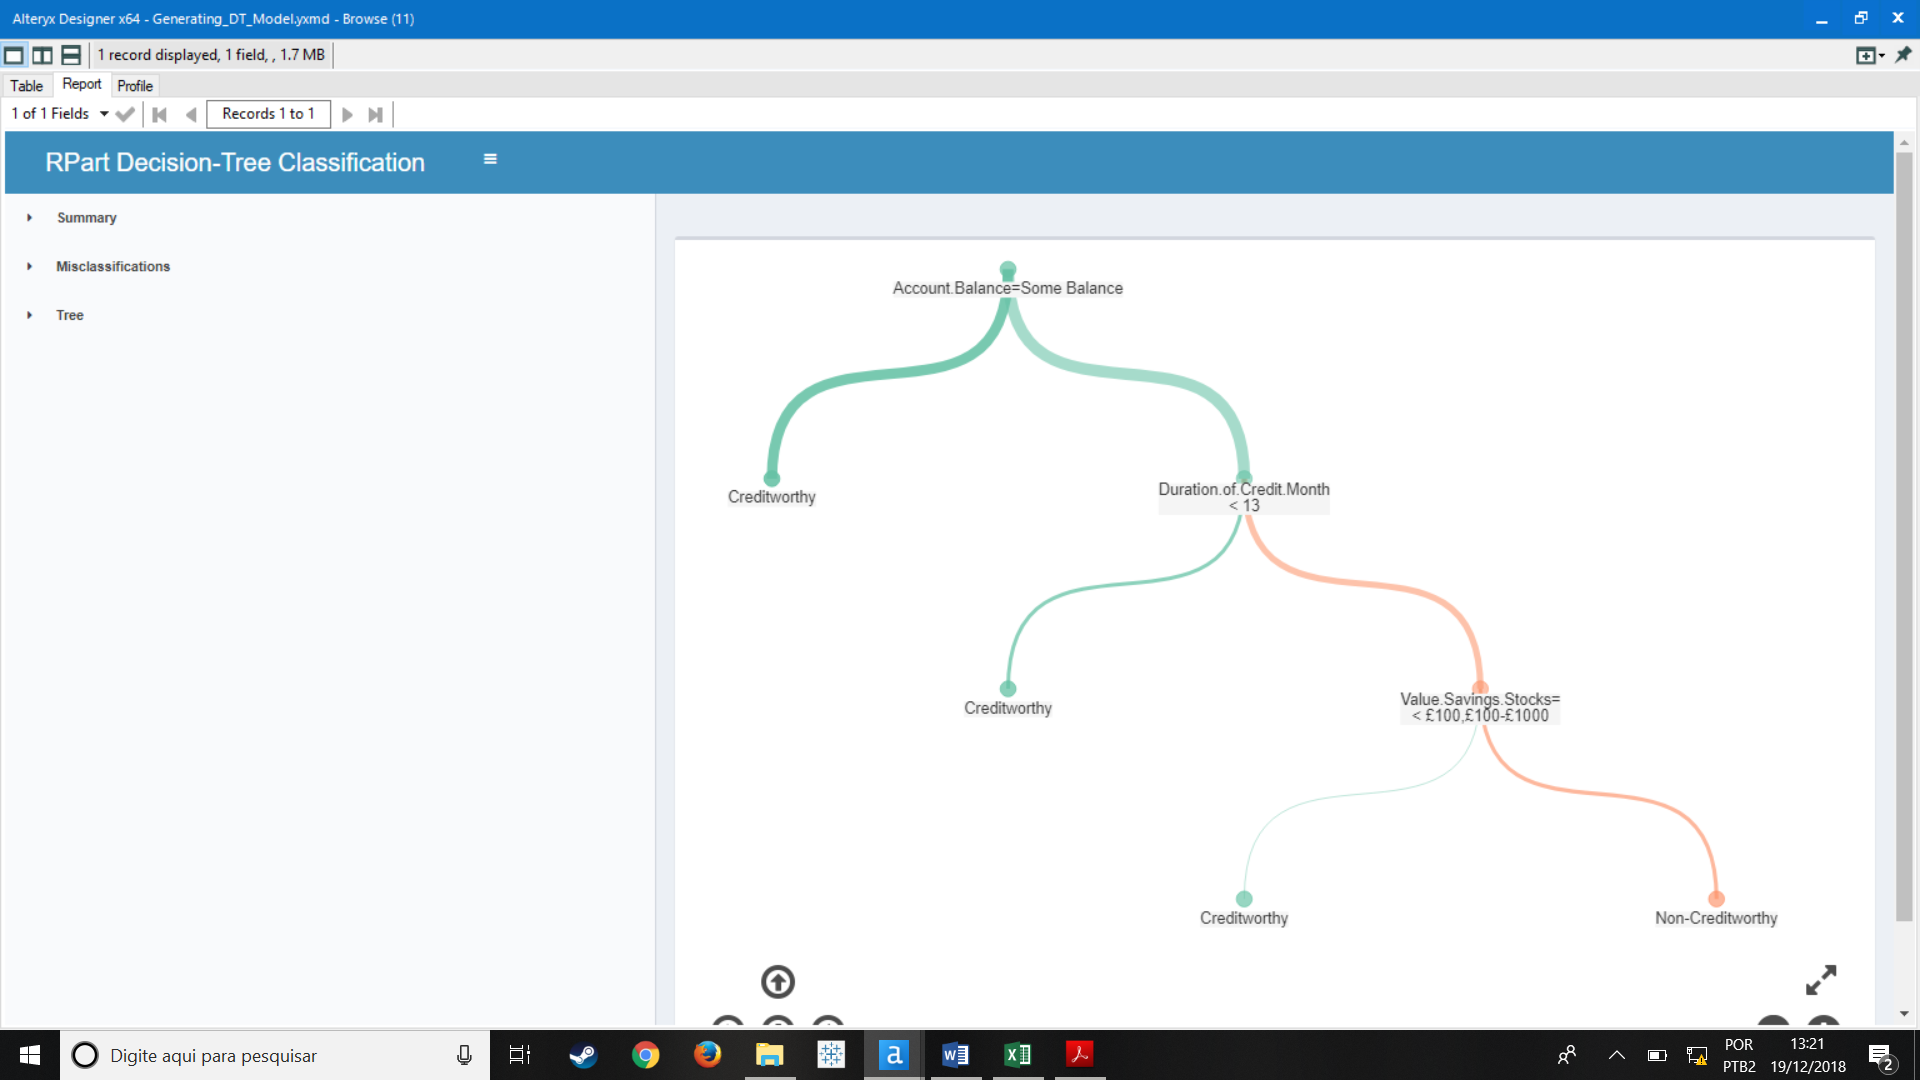 Alteryx Designer x64 - Generating_DT_Model.yxmd - Browse (11)
1 record displayed, 1 field, , 1.7 MB
Table Report Profile
1 of 1 Fields Records 1 to 1
RPart Decision-Tree Classification
Summary
Misclassifications
Tree
Account.Balance=Some Balance
Creditworthy
Duration.of.Credit.Month
< 13
Creditworthy
Value.Savings.Stocks=
< £100,£100-£1000
Creditworthy
Non-Creditworthy
Digite aqui para pesquisar
a
POR
PTB2
13:21
19/12/2018
2